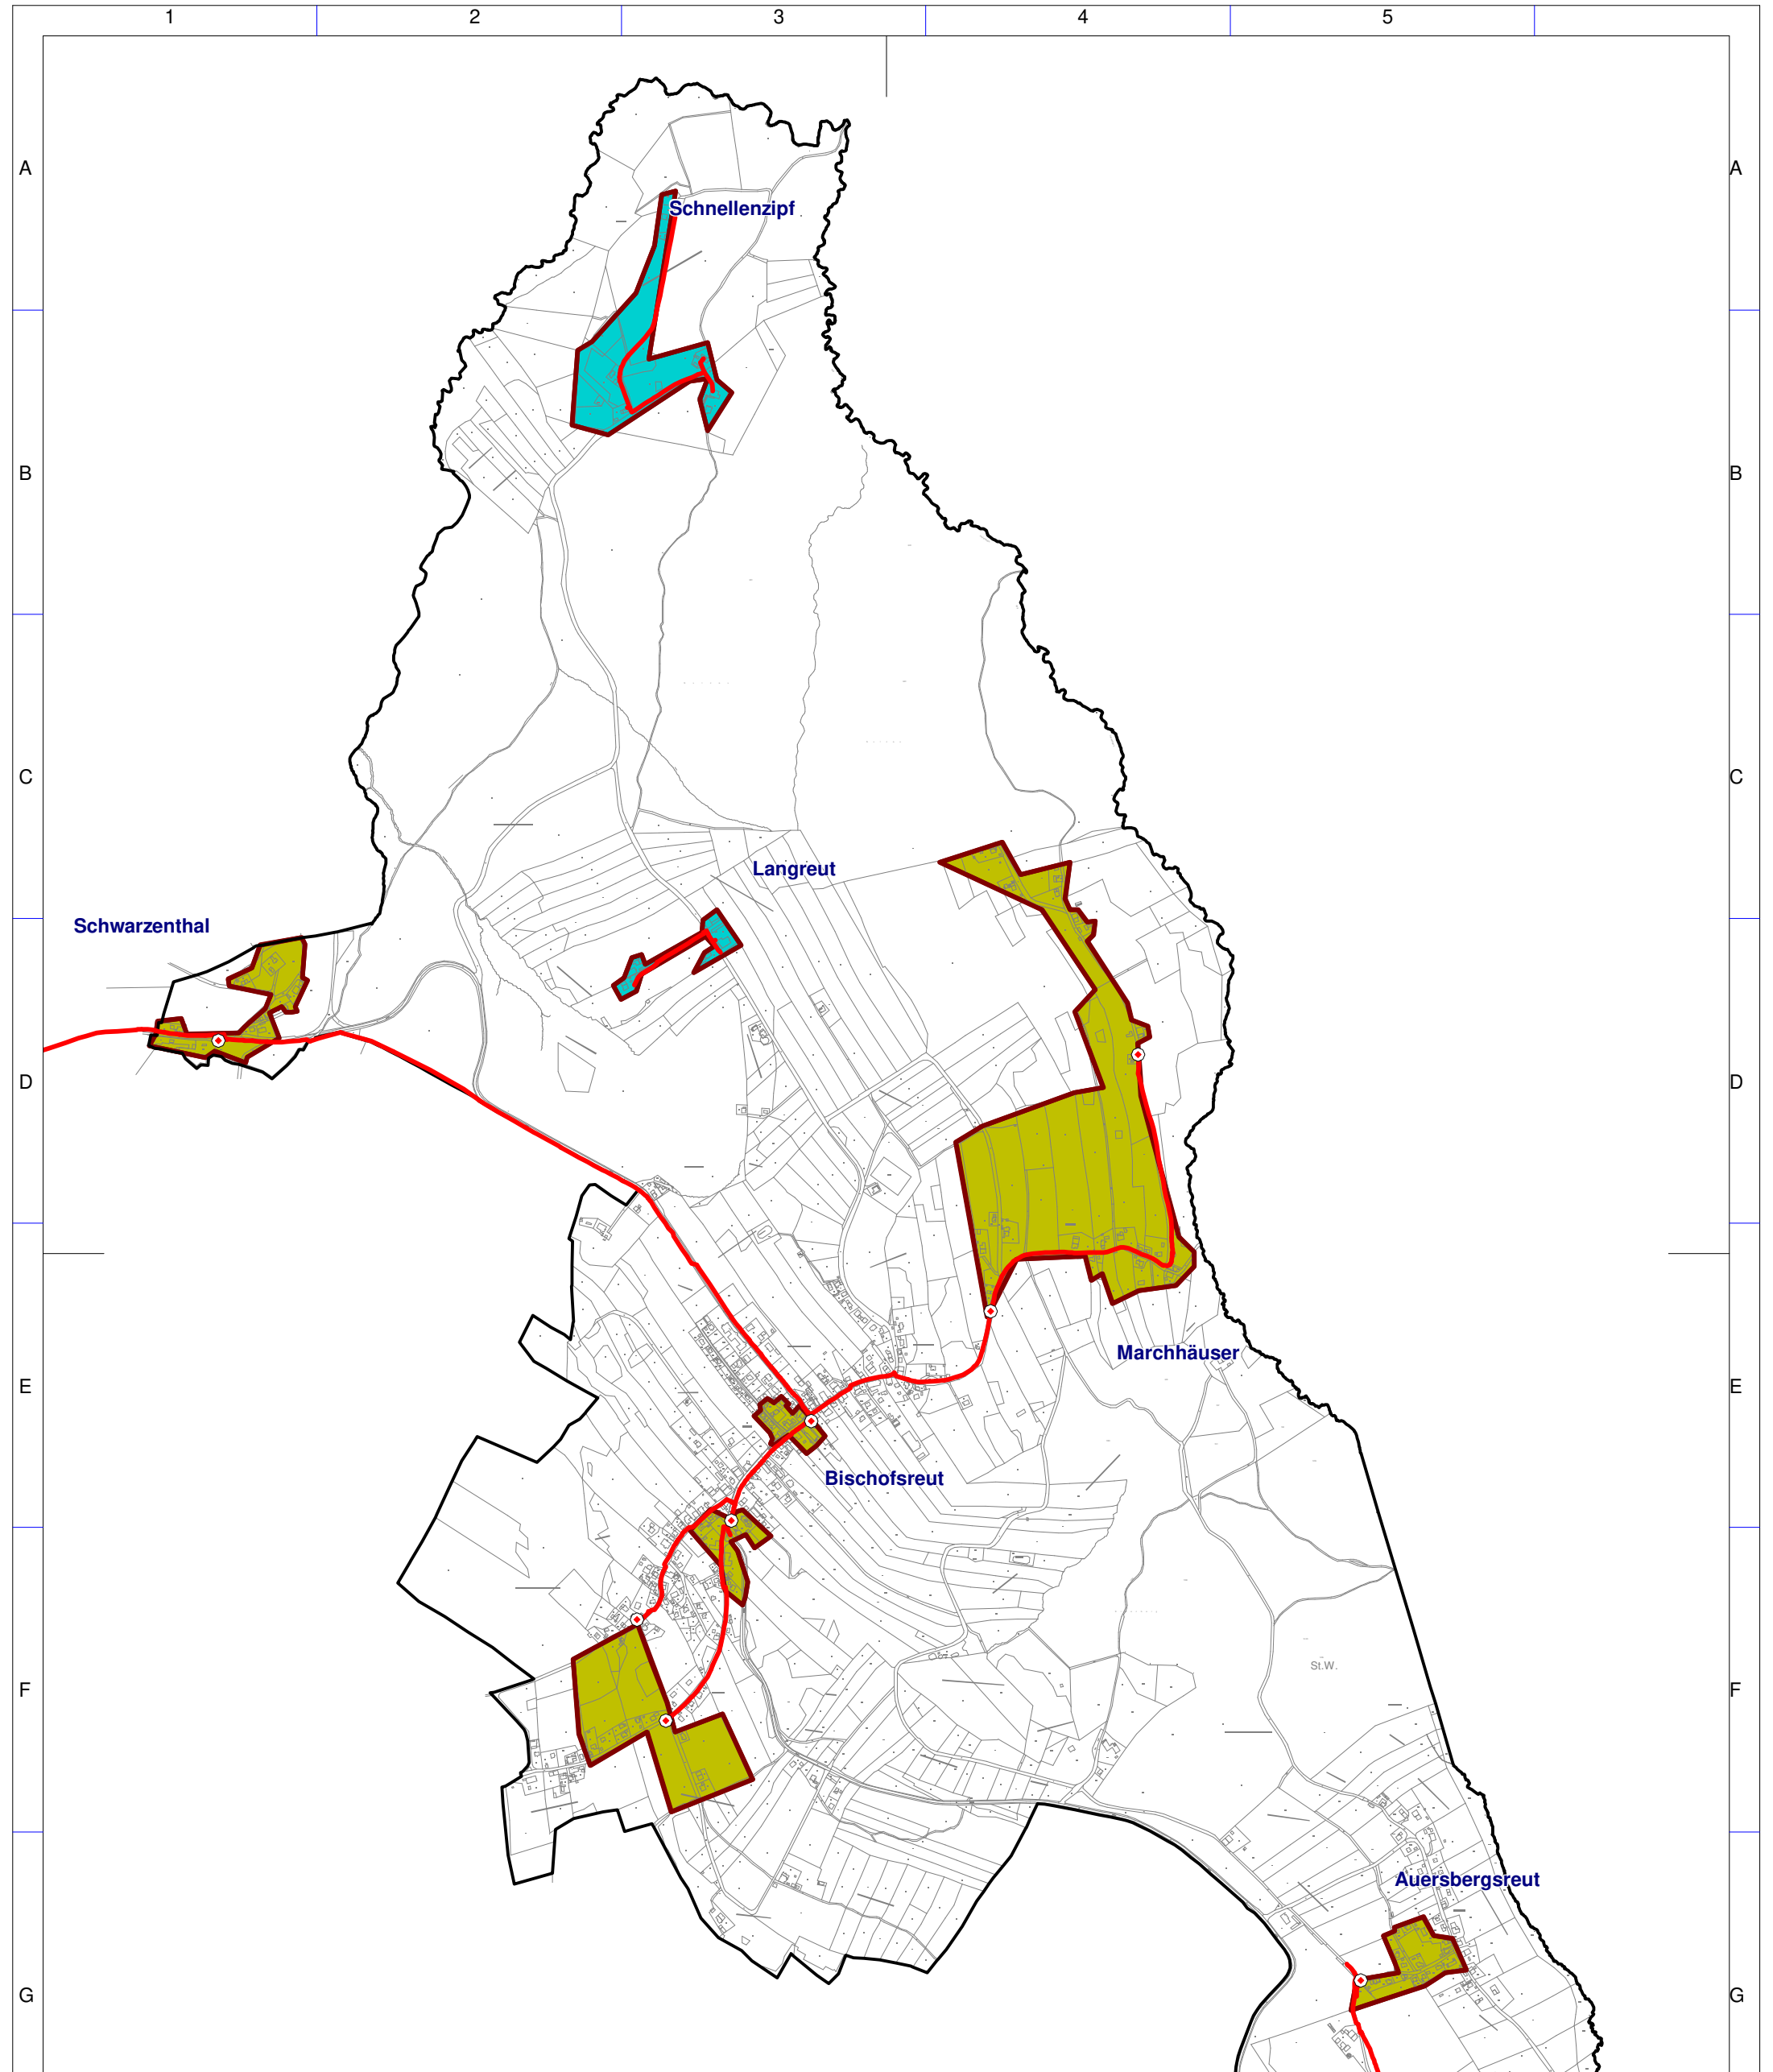 1 2 3 4 5
A A
Schnellenzipf
B B
C C
Langreut
Schwarzenthal
D D
Marchhäuser
E E
Bischofsreut
St.W.
F F
Auersbergsreut
G G